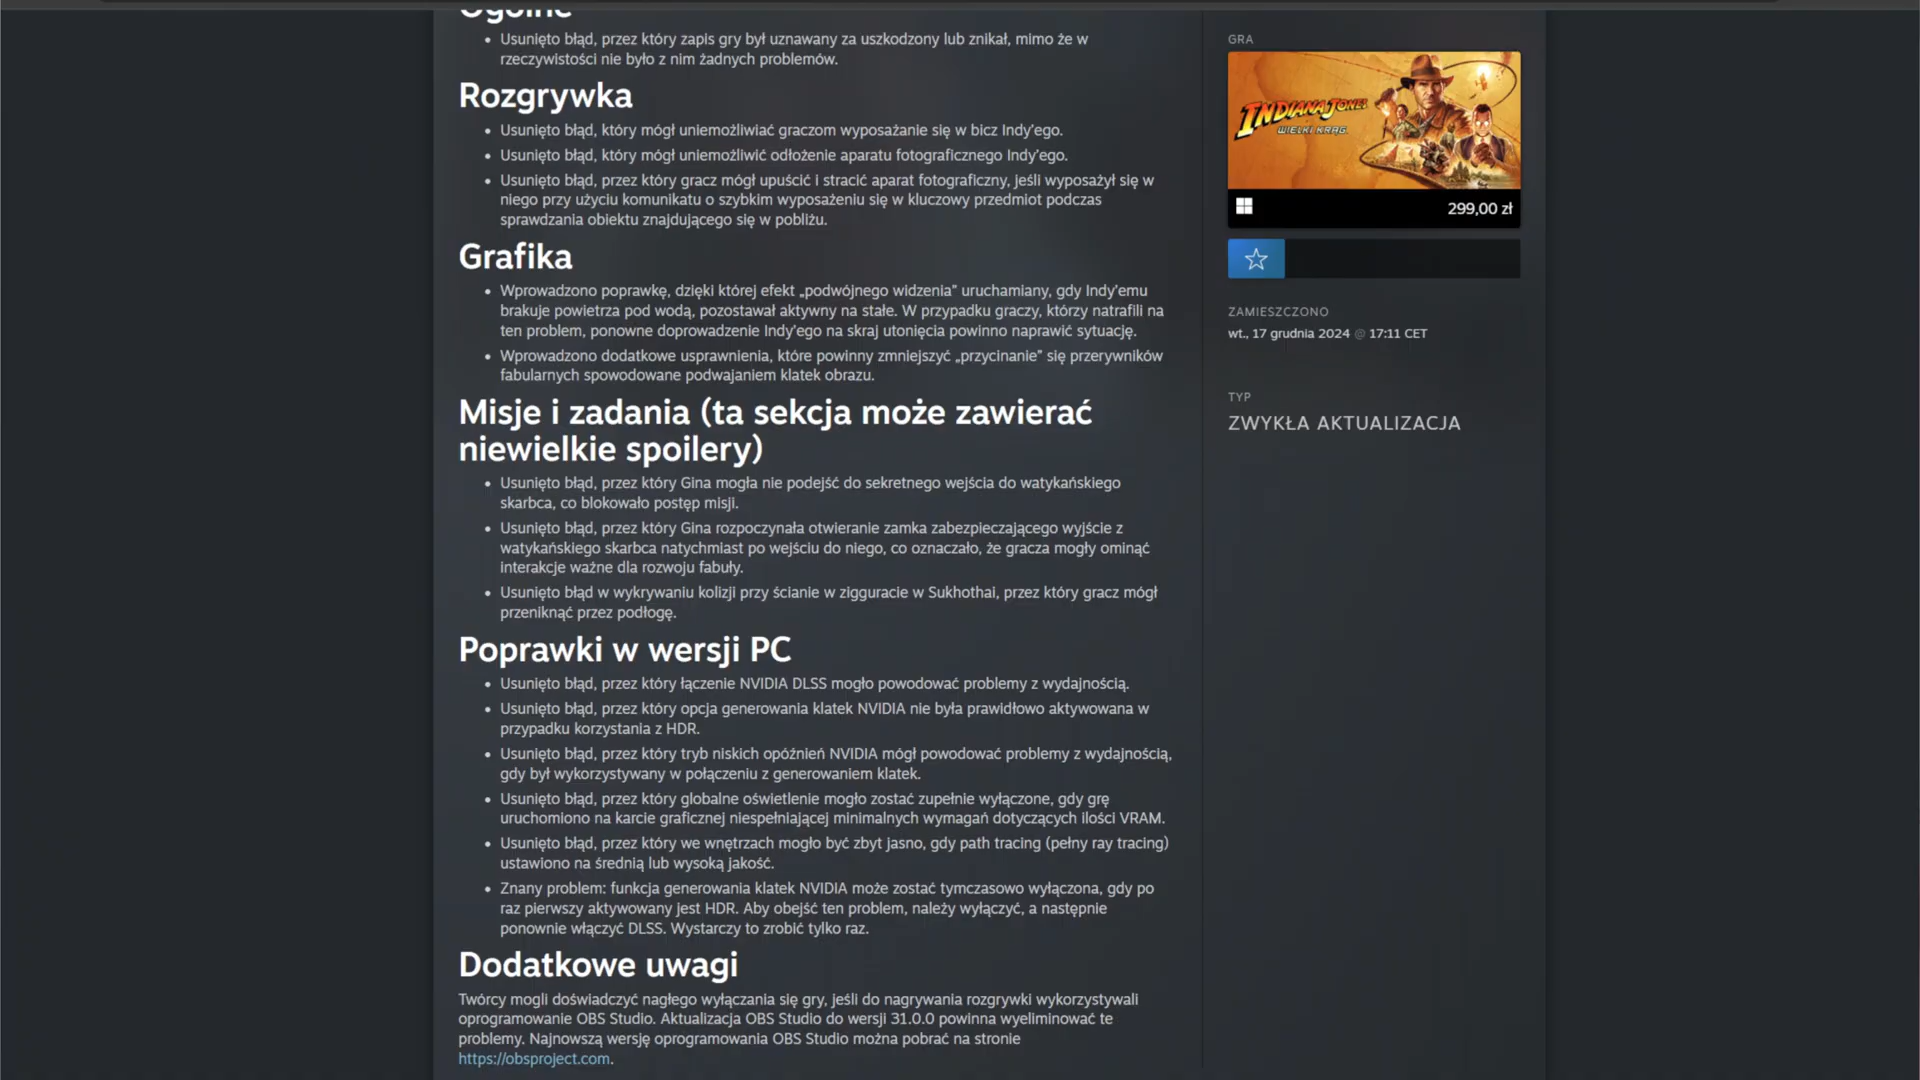 Ogólne
• Usunięto błąd, przez który zapis gry był uznawany za uszkodzony lub znikał, mimo że w
rzeczywistości nie było z nim żadnych problemów.
Rozgrywka
• Usunięto błąd, który mógł uniemożliwiać graczom wyposażanie się w bicz Indy'ego.
• Usunięto błąd, który mógł uniemożliwić odłożenie aparatu fotograficznego Indy'ego.
• Usunięto błąd, przez który gracz mógł upuścić i stracić aparat fotograficzny, jeśli wyposażył się w
niego przy użyciu komunikatu o szybkim wyposażeniu się w kluczowy przedmiot podczas
sprawdzania obiektu znajdującego się w pobliżu.
Grafika
• Wprowadzono poprawkę, dzięki której efekt „podwójnego widzenia” uruchamiany, gdy Indy'emu
brakuje powietrza pod wodą, pozostawał aktywny na stałe. W przypadku graczy, którzy natrafili na
ten problem, ponowne doprowadzenie Indy'ego na skraj utonięcia powinno naprawić sytuację.
• Wprowadzono dodatkowe usprawnienia, które powinny zmniejszyć „przycinanie” się przerywników
fabularnych spowodowane podwajaniem klatek obrazu.
Misje i zadania (ta sekcja może zawierać
niewielkie spoilery)
• Usunięto błąd, przez który Gina mogła nie podejść do sekretnego wejścia do watykańskiego
skarbca, co blokowało postęp misji.
• Usunięto błąd, przez który Gina rozpoczynała otwieranie zamka zabezpieczającego wyjście z
watykańskiego skarbca natychmiast po wejściu do niego, co oznaczało, że gracza mogły ominąć
interakcje ważne dla rozwoju fabuły.
• Usunięto błąd w wykrywaniu kolizji przy ścianie w zigguracie w Sukhothai, przez który gracz mógł
przeniknąć przez podłogę.
Poprawki w wersji PC
• Usunięto błąd, przez który łączenie NVIDIA DLSS mogło powodować problemy z wydajnością.
• Usunięto błąd, przez który opcja generowania klatek NVIDIA nie była prawidłowo aktywowana w
przypadku korzystania z HDR.
• Usunięto błąd, przez który tryb niskich opóźnień NVIDIA mógł powodować problemy z wydajnością,
gdy był wykorzystywany w połączeniu z generowaniem klatek.
• Usunięto błąd, przez który globalne oświetlenie mogło zostać zupełnie wyłączone, gdy grę
uruchomiono na karcie graficznej niespełniającej minimalnych wymagań dotyczących ilości VRAM.
• Usunięto błąd, przez który we wnętrzach mogło być zbyt jasno, gdy path tracing (pełny ray tracing)
ustawiono na średnią lub wysoką jakość.
• Znany problem: funkcja generowania klatek NVIDIA może zostać tymczasowo wyłączona, gdy po
raz pierwszy aktywowany jest HDR. Aby obejść ten problem, należy wyłączyć, a następnie
ponownie włączyć DLSS. Wystarczy to zrobić tylko raz.
Dodatkowe uwagi
Twórcy mogli doświadczyć nagłego wyłączania się gry, jeśli do nagrywania rozgrywki wykorzystywali
oprogramowanie OBS Studio. Aktualizacja OBS Studio do wersji 31.0.0 powinna wyeliminować te
problemy. Najnowszą wersję oprogramowania OBS Studio można pobrać na stronie
https://obsproject.com.
GRA
INDIANA JONES
WIELKI KRĄG
299,00 zł
ZAMIESZCZONO
wt., 17 grudnia 2024 @ 17:11 CET
TYP
ZWYKŁA AKTUALIZACJA